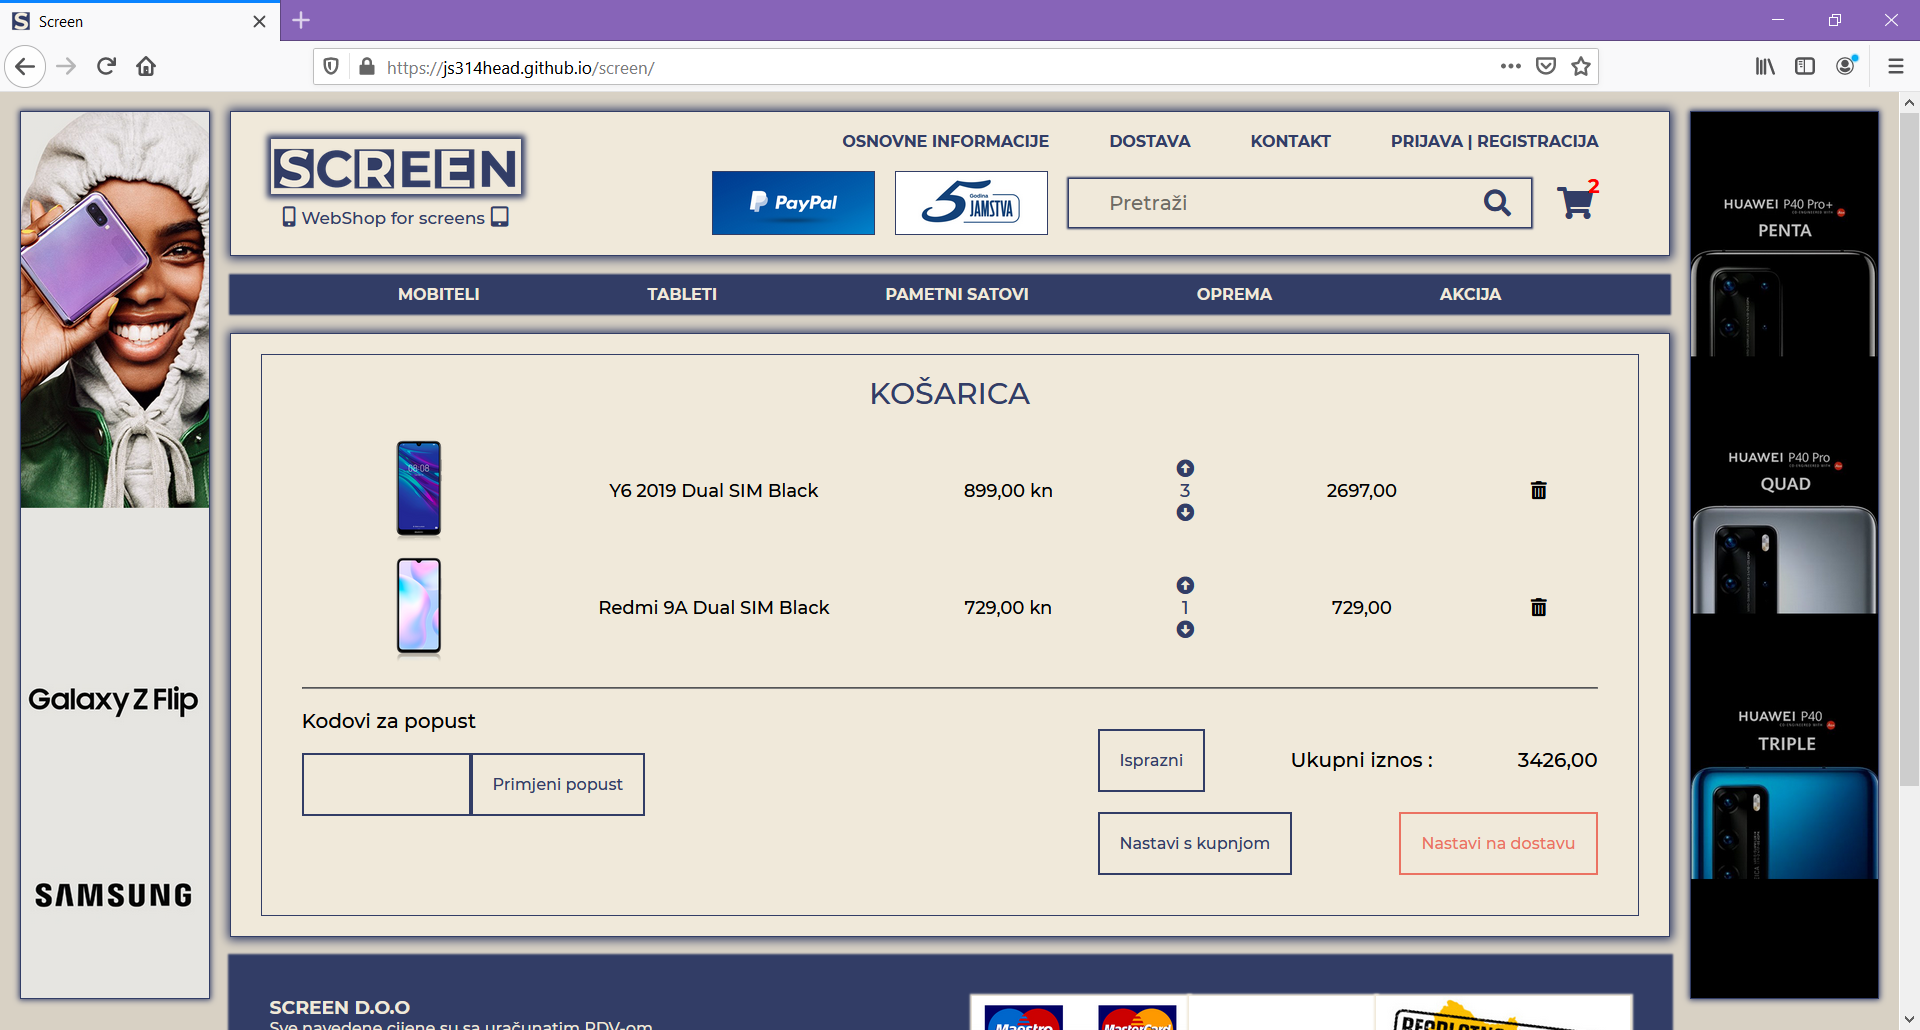 Screen
https://js314head.github.io/screen/
SCREEN
WebShop for screens
OSNOVNE INFORMACIJE
DOSTAVA
KONTAKT
PRIJAVA | REGISTRACIJA
PayPal
5 Godina JAMSTVA
Pretraži
2
MOBITELI
TABLETI
PAMETNI SATOVI
OPREMA
AKCIJA
KOŠARICA
08:08
Y6 2019 Dual SIM Black
899,00 kn
3
2697,00
Redmi 9A Dual SIM Black
729,00 kn
1
729,00
Kodovi za popust
Primjeni popust
Isprazni
Ukupni iznos :
3426,00
Nastavi s kupnjom
Nastavi na dostavu
Galaxy Z Flip
SAMSUNG
HUAWEI P40 Pro+
PENTA
HUAWEI P40 Pro
QUAD
HUAWEI P40
TRIPLE
SCREEN D.O.O
Sve navedene cijene su sa uračunatim PDV-om
Maestro
MasterCard